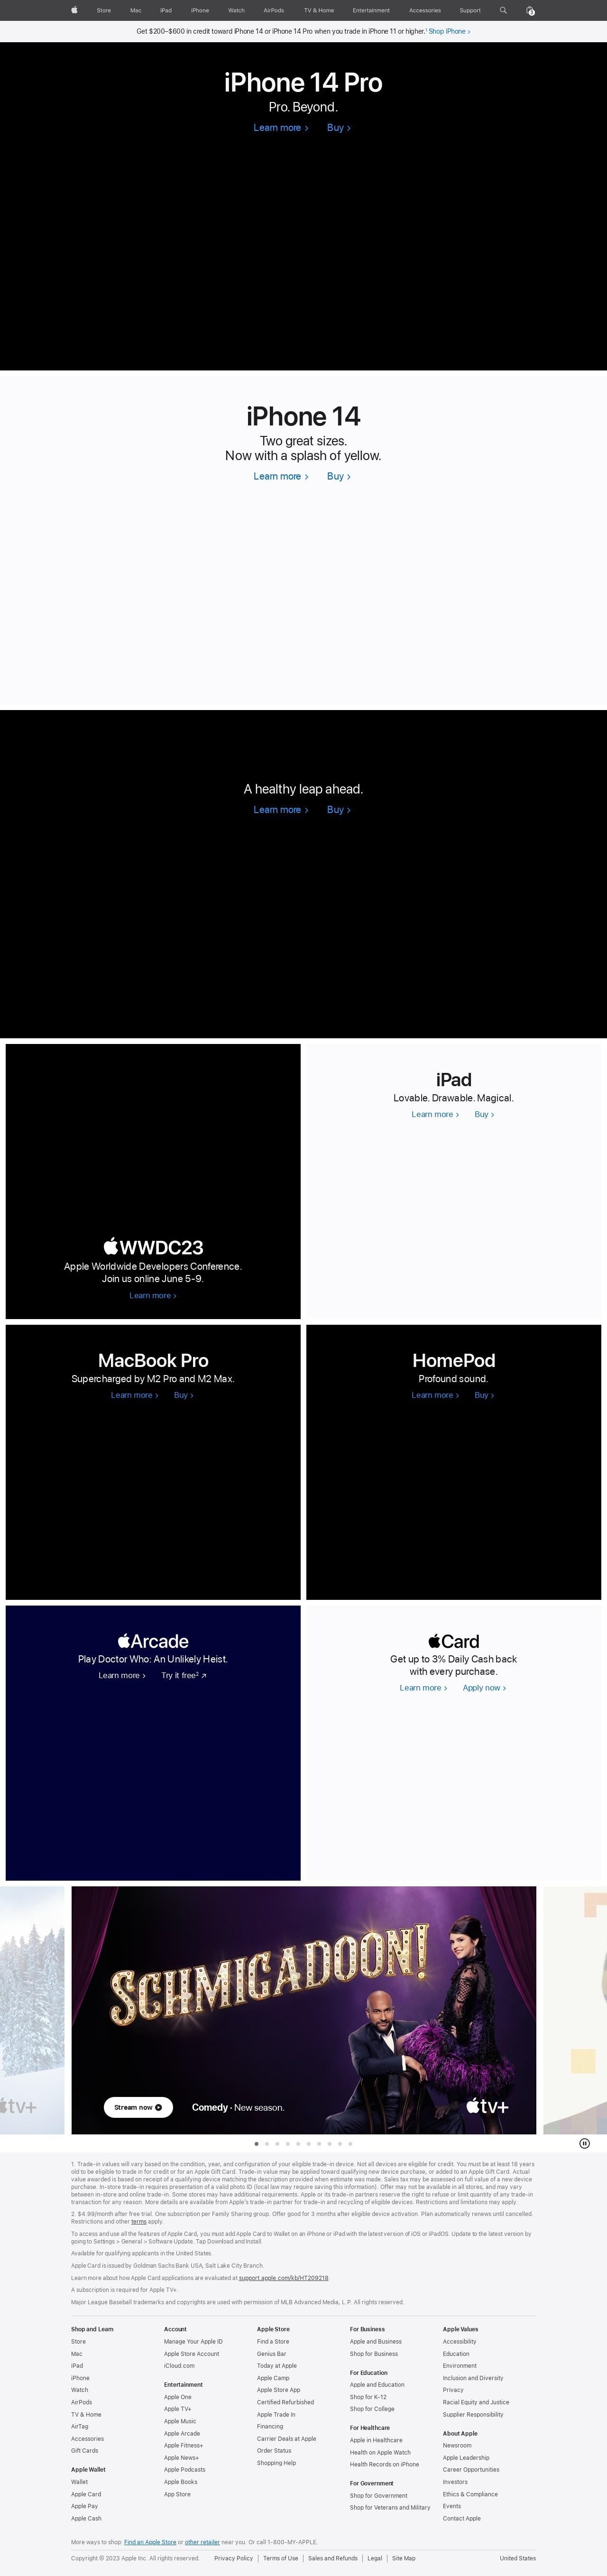 Store Mac iPad iPhone Watch AirPods TV & Home Entertainment Accessories Support 3
Get $200–$600 in credit toward iPhone 14 or iPhone 14 Pro when you trade in iPhone 11 or higher.¹ Shop iPhone >
iPhone 14 Pro
Pro. Beyond.
Learn more > Buy >
iPhone 14
Two great sizes.
Now with a splash of yellow.
Learn more > Buy >
A healthy leap ahead.
Learn more > Buy >
WWDC23
Apple Worldwide Developers Conference.
Join us online June 5-9.
Learn more >
iPad
Lovable. Drawable. Magical.
Learn more > Buy >
MacBook Pro
Supercharged by M2 Pro and M2 Max.
Learn more > Buy >
HomePod
Profound sound.
Learn more > Buy >
Arcade
Play Doctor Who: An Unlikely Heist.
Learn more > Try it free² ↗
Card
Get up to 3% Daily Cash back
with every purchase.
Learn more > Apply now >
tv+
SCHMIGADOON!
Stream now
Comedy · New season.
tv+
1. Trade-in values will vary based on the condition, year, and configuration of your eligible trade-in device. Not all devices are eligible for credit. You must be at least 18 years
old to be eligible to trade in for credit or for an Apple Gift Card. Trade-in value may be applied toward qualifying new device purchase, or added to an Apple Gift Card. Actual
value awarded is based on receipt of a qualifying device matching the description provided when estimate was made. Sales tax may be assessed on full value of a new device
purchase. In-store trade-in requires presentation of a valid photo ID (local law may require saving this information). Offer may not be available in all stores, and may vary
between in-store and online trade-in. Some stores may have additional requirements. Apple or its trade-in partners reserve the right to refuse or limit quantity of any trade-in
transaction for any reason. More details are available from Apple's trade-in partner for trade-in and recycling of eligible devices. Restrictions and limitations may apply.
2. $4.99/month after free trial. One subscription per Family Sharing group. Offer good for 3 months after eligible device activation. Plan automatically renews until cancelled.
Restrictions and other terms apply.
To access and use all the features of Apple Card, you must add Apple Card to Wallet on an iPhone or iPad with the latest version of iOS or iPadOS. Update to the latest version by
going to Settings > General > Software Update. Tap Download and Install.
Available for qualifying applicants in the United States.
Apple Card is issued by Goldman Sachs Bank USA, Salt Lake City Branch.
Learn more about how Apple Card applications are evaluated at support.apple.com/kb/HT209218.
A subscription is required for Apple TV+.
Major League Baseball trademarks and copyrights are used with permission of MLB Advanced Media, L.P. All rights reserved.
Shop and Learn
Store
Mac
iPad
iPhone
Watch
AirPods
TV & Home
AirTag
Accessories
Gift Cards
Apple Wallet
Wallet
Apple Card
Apple Pay
Apple Cash
Account
Manage Your Apple ID
Apple Store Account
iCloud.com
Entertainment
Apple One
Apple TV+
Apple Music
Apple Arcade
Apple Fitness+
Apple News+
Apple Podcasts
Apple Books
App Store
Apple Store
Find a Store
Genius Bar
Today at Apple
Apple Camp
Apple Store App
Certified Refurbished
Apple Trade In
Financing
Carrier Deals at Apple
Order Status
Shopping Help
For Business
Apple and Business
Shop for Business
For Education
Apple and Education
Shop for K-12
Shop for College
For Healthcare
Apple in Healthcare
Health on Apple Watch
Health Records on iPhone
For Government
Shop for Government
Shop for Veterans and Military
Apple Values
Accessibility
Education
Environment
Inclusion and Diversity
Privacy
Racial Equity and Justice
Supplier Responsibility
About Apple
Newsroom
Apple Leadership
Career Opportunities
Investors
Ethics & Compliance
Events
Contact Apple
More ways to shop: Find an Apple Store or other retailer near you. Or call 1-800-MY-APPLE.
Copyright © 2023 Apple Inc. All rights reserved. Privacy Policy Terms of Use Sales and Refunds Legal Site Map United States